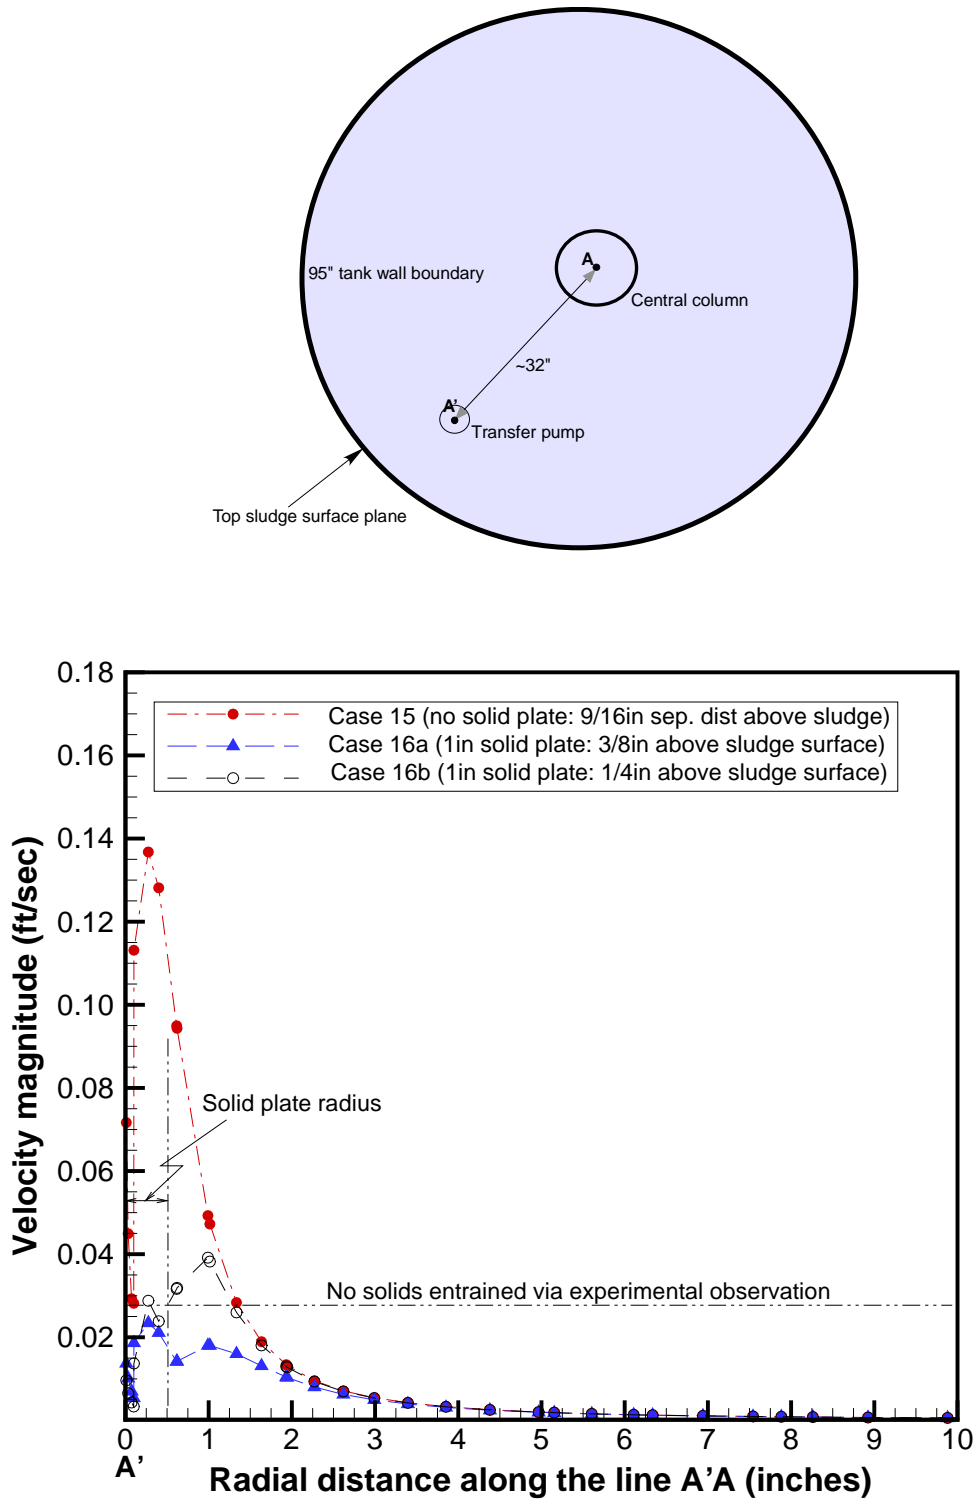 A
95" tank wall boundary
Central column
~32"
A'
Transfer pump
Top sludge surface plane
0.18
0.16
0.14
0.12
0.10
0.08
0.06
0.04
0.02
Velocity magnitude (ft/sec)
Case 15 (no solid plate: 9/16in sep. dist above sludge)
Case 16a (1in solid plate: 3/8in above sludge surface)
Case 16b (1in solid plate: 1/4in above sludge surface)
Solid plate radius
No solids entrained via experimental observation
0 1 2 3 4 5 6 7 8 9 10
A'
Radial distance along the line A'A (inches)